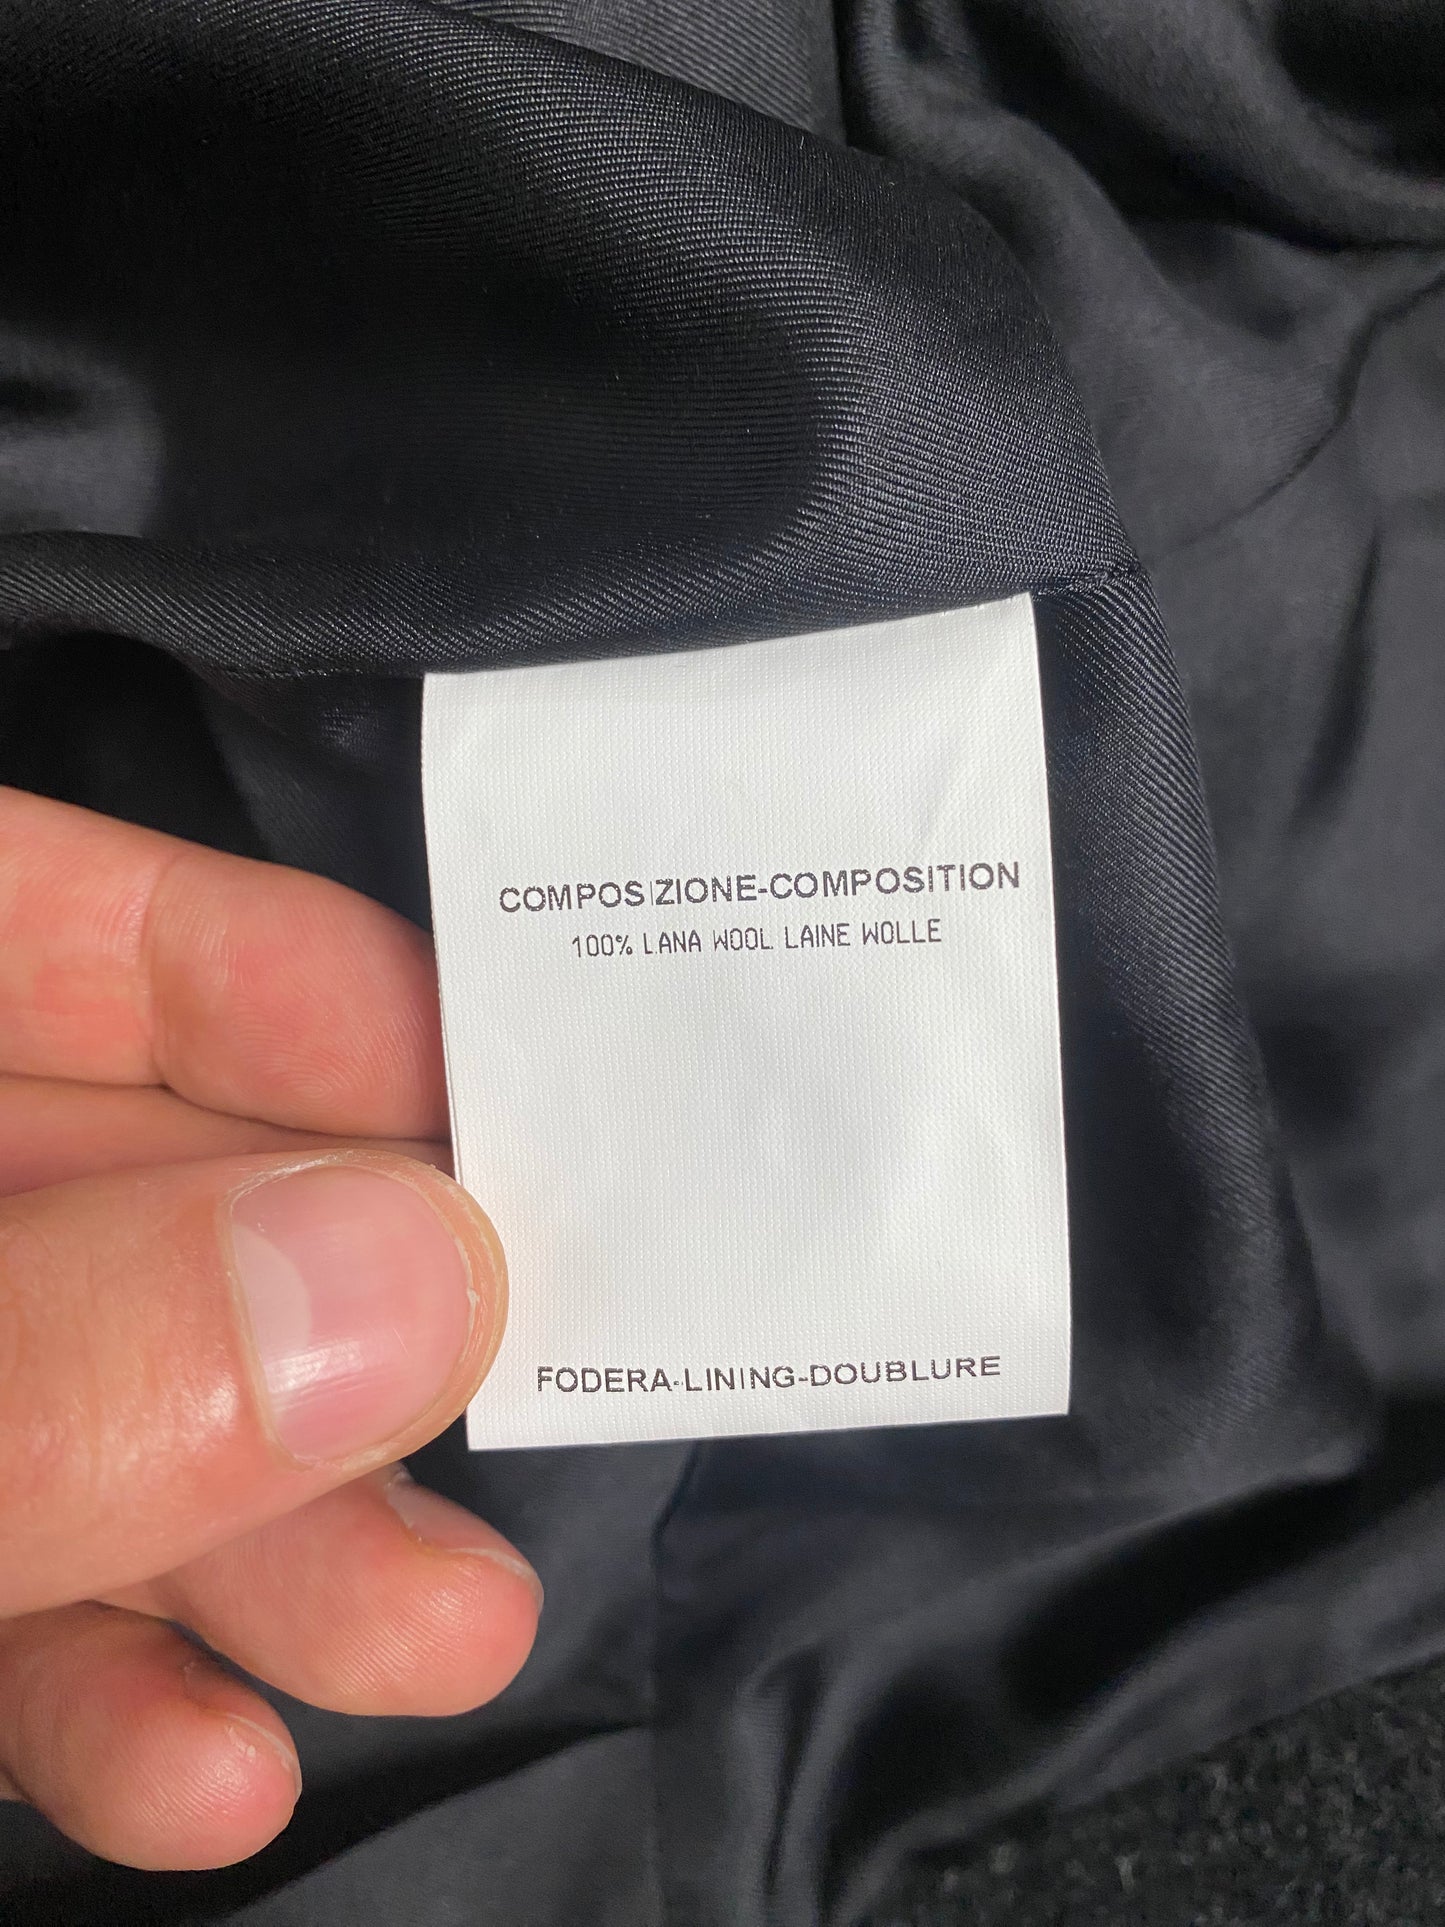 COMPOSIZIONE-COMPOSITION
100% LANA WOOL LAINE WOLLE
FODERA-LINING-DOUBLURE